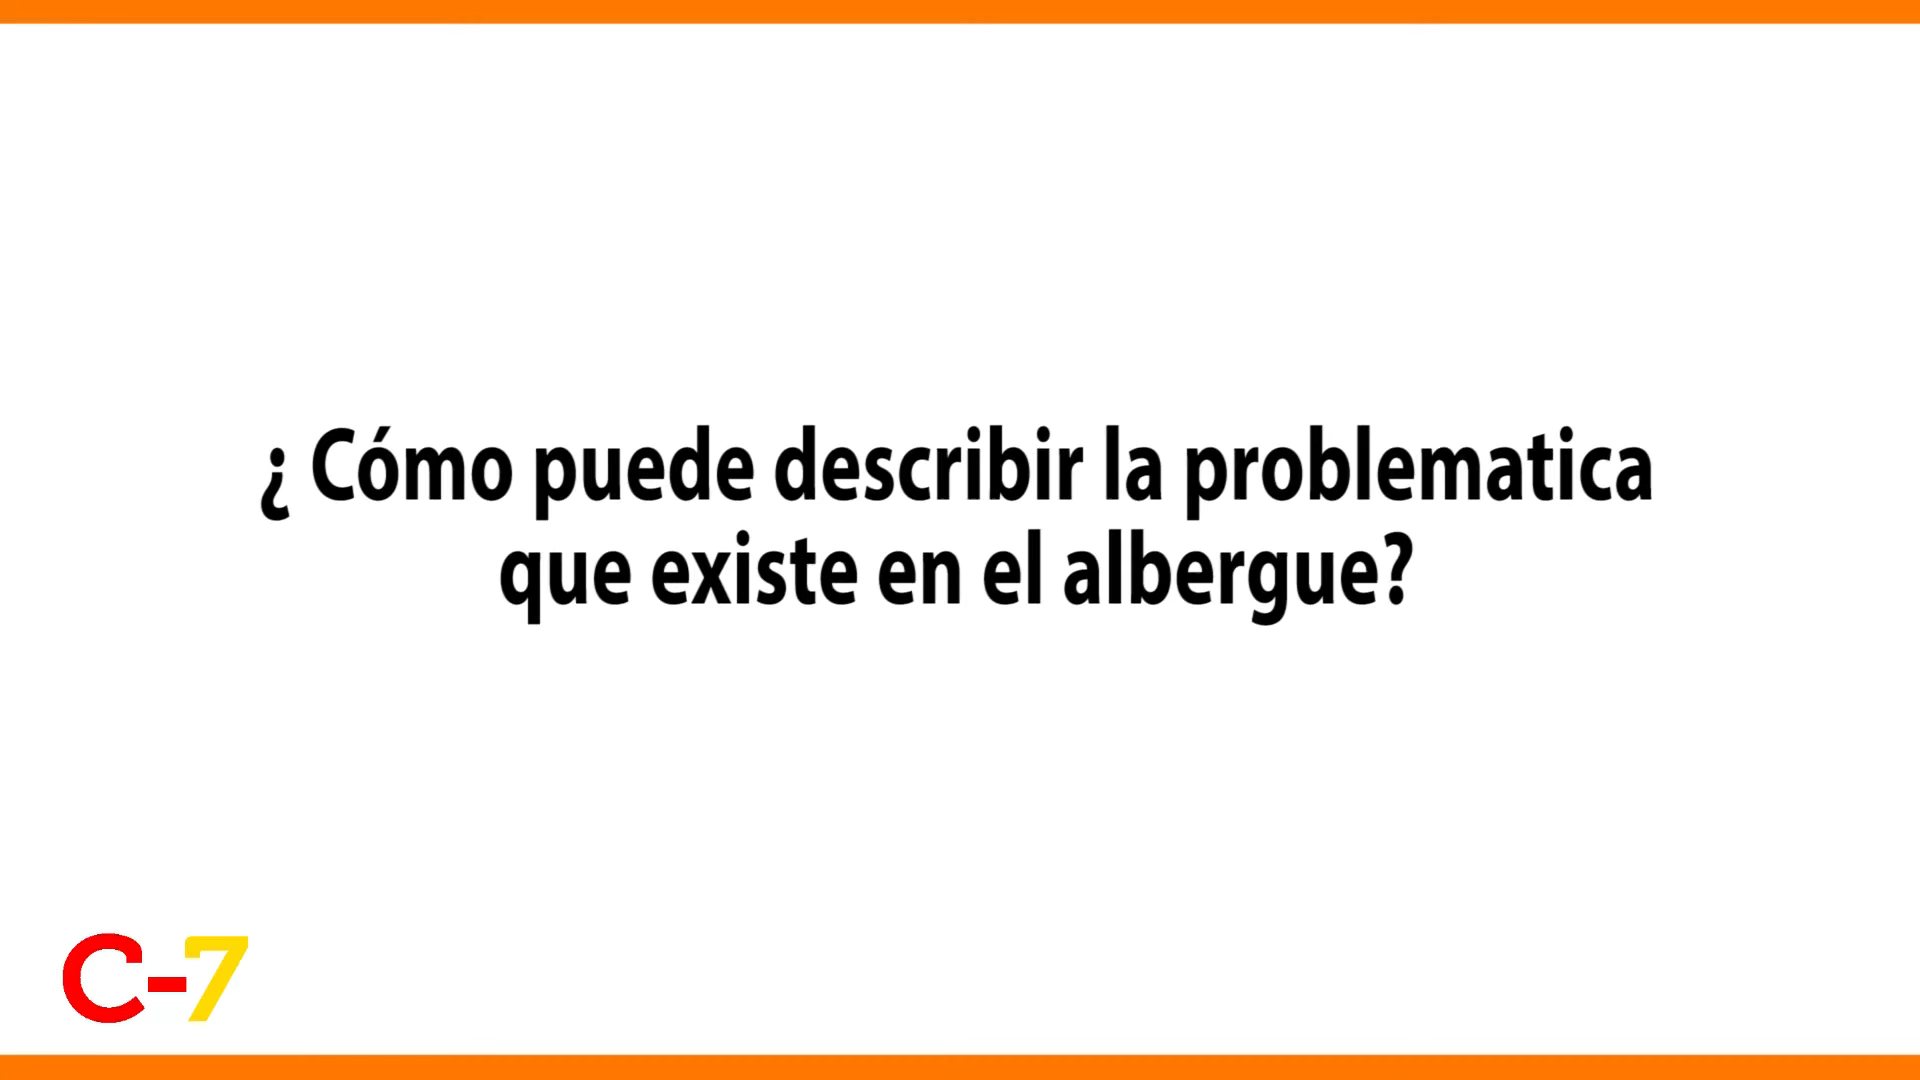 ¿ Cómo puede describir la problematica
que existe en el albergue?
C-7